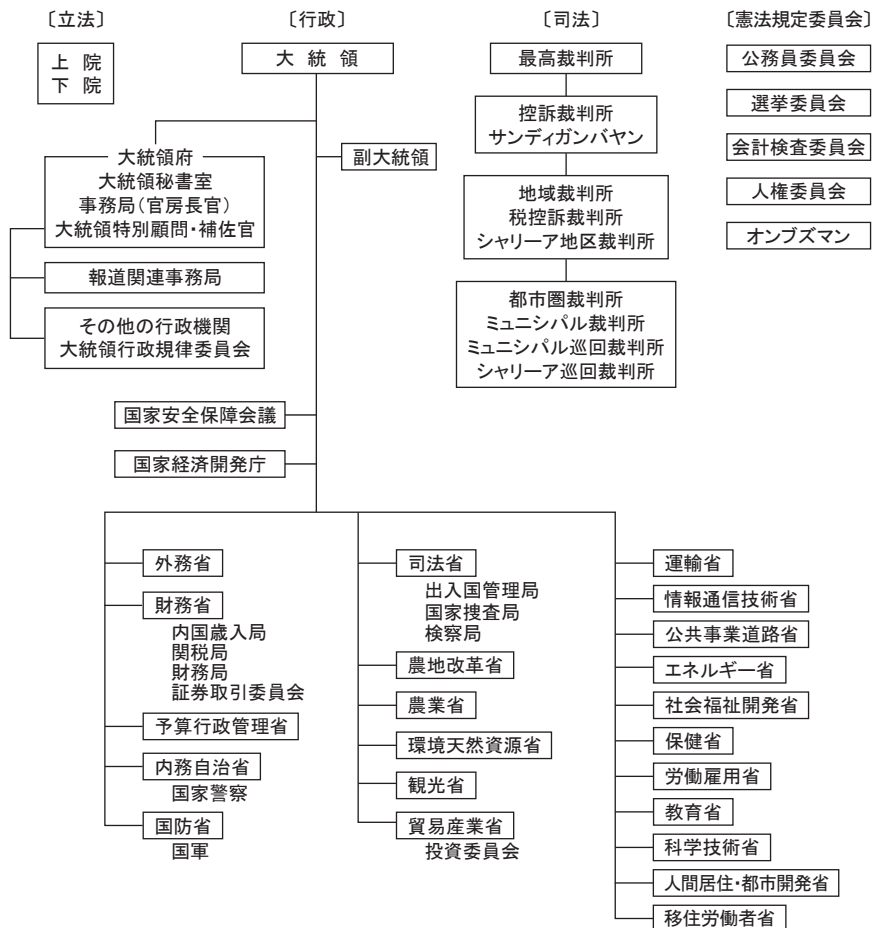 〔立法〕
上 院
下 院
〔行政〕
大 統 領
大統領府
大統領秘書室
事務局(官房長官)
大統領特別顧問・補佐官
副大統領
報道関連事務局
その他の行政機関
大統領行政規律委員会
国家安全保障会議
国家経済開発庁
〔司法〕
最高裁判所
控訴裁判所
サンディガンバヤン
地域裁判所
税控訴裁判所
シャリーア地区裁判所
都市圏裁判所
ミュニシパル裁判所
ミュニシパル巡回裁判所
シャリーア巡回裁判所
〔憲法規定委員会〕
公務員委員会
選挙委員会
会計検査委員会
人権委員会
オンブズマン
外務省
財務省
内国歳入局
関税局
財務局
証券取引委員会
予算行政管理省
内務自治省
国家警察
国防省
国軍
司法省
出入国管理局
国家捜査局
検察局
農地改革省
農業省
環境天然資源省
観光省
貿易産業省
投資委員会
運輸省
情報通信技術省
公共事業道路省
エネルギー省
社会福祉開発省
保健省
労働雇用省
教育省
科学技術省
人間居住・都市開発省
移住労働者省